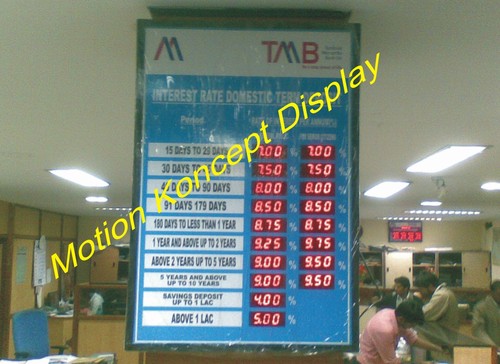 TMB
INTEREST RATE DOMESTIC TERM
Period
15 DAYS TO 29 DAYS 7.00 % 7.00 %
30 DAYS TO DAYS 7.50 % 7.50 %
DAYS TO 90 DAYS 8.00 % 8.00 %
91 DAYS 179 DAYS 8.50 % 8.50 %
180 DAYS TO LESS THAN 1 YEAR 8.75 % 8.75 %
1 YEAR AND ABOVE UP TO 2 YEARS 9.25 % 9.75 %
ABOVE 2 YEARS UP TO 5 YEARS 9.00 % 9.50 %
5 YEARS AND ABOVE
UP TO 10 YEARS 9.00 % 9.50 %
SAVINGS DEPOSIT
UP TO 1 LAC 4.00 %
ABOVE 1 LAC 5.00 %
Motion Koncept Display